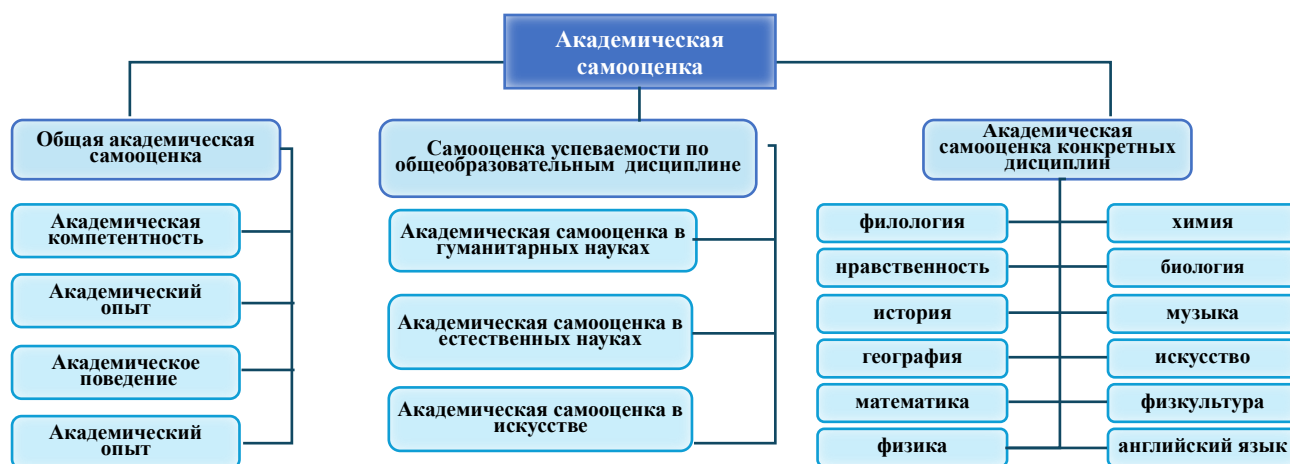 Академическая
самооценка
Общая академическая
самооценка
Академическая
компетентность
Академический
опыт
Академическое
поведение
Академический
опыт
Самооценка успеваемости по
общеобразовательным дисциплине
Академическая самооценка в
гуманитарных науках
Академическая самооценка в
естественных науках
Академическая самооценка в
искусстве
Академическая
самооценка конкретных
дисциплин
филология
химия
нравственность
биология
история
музыка
география
искусство
математика
физкультура
физика
английский язык